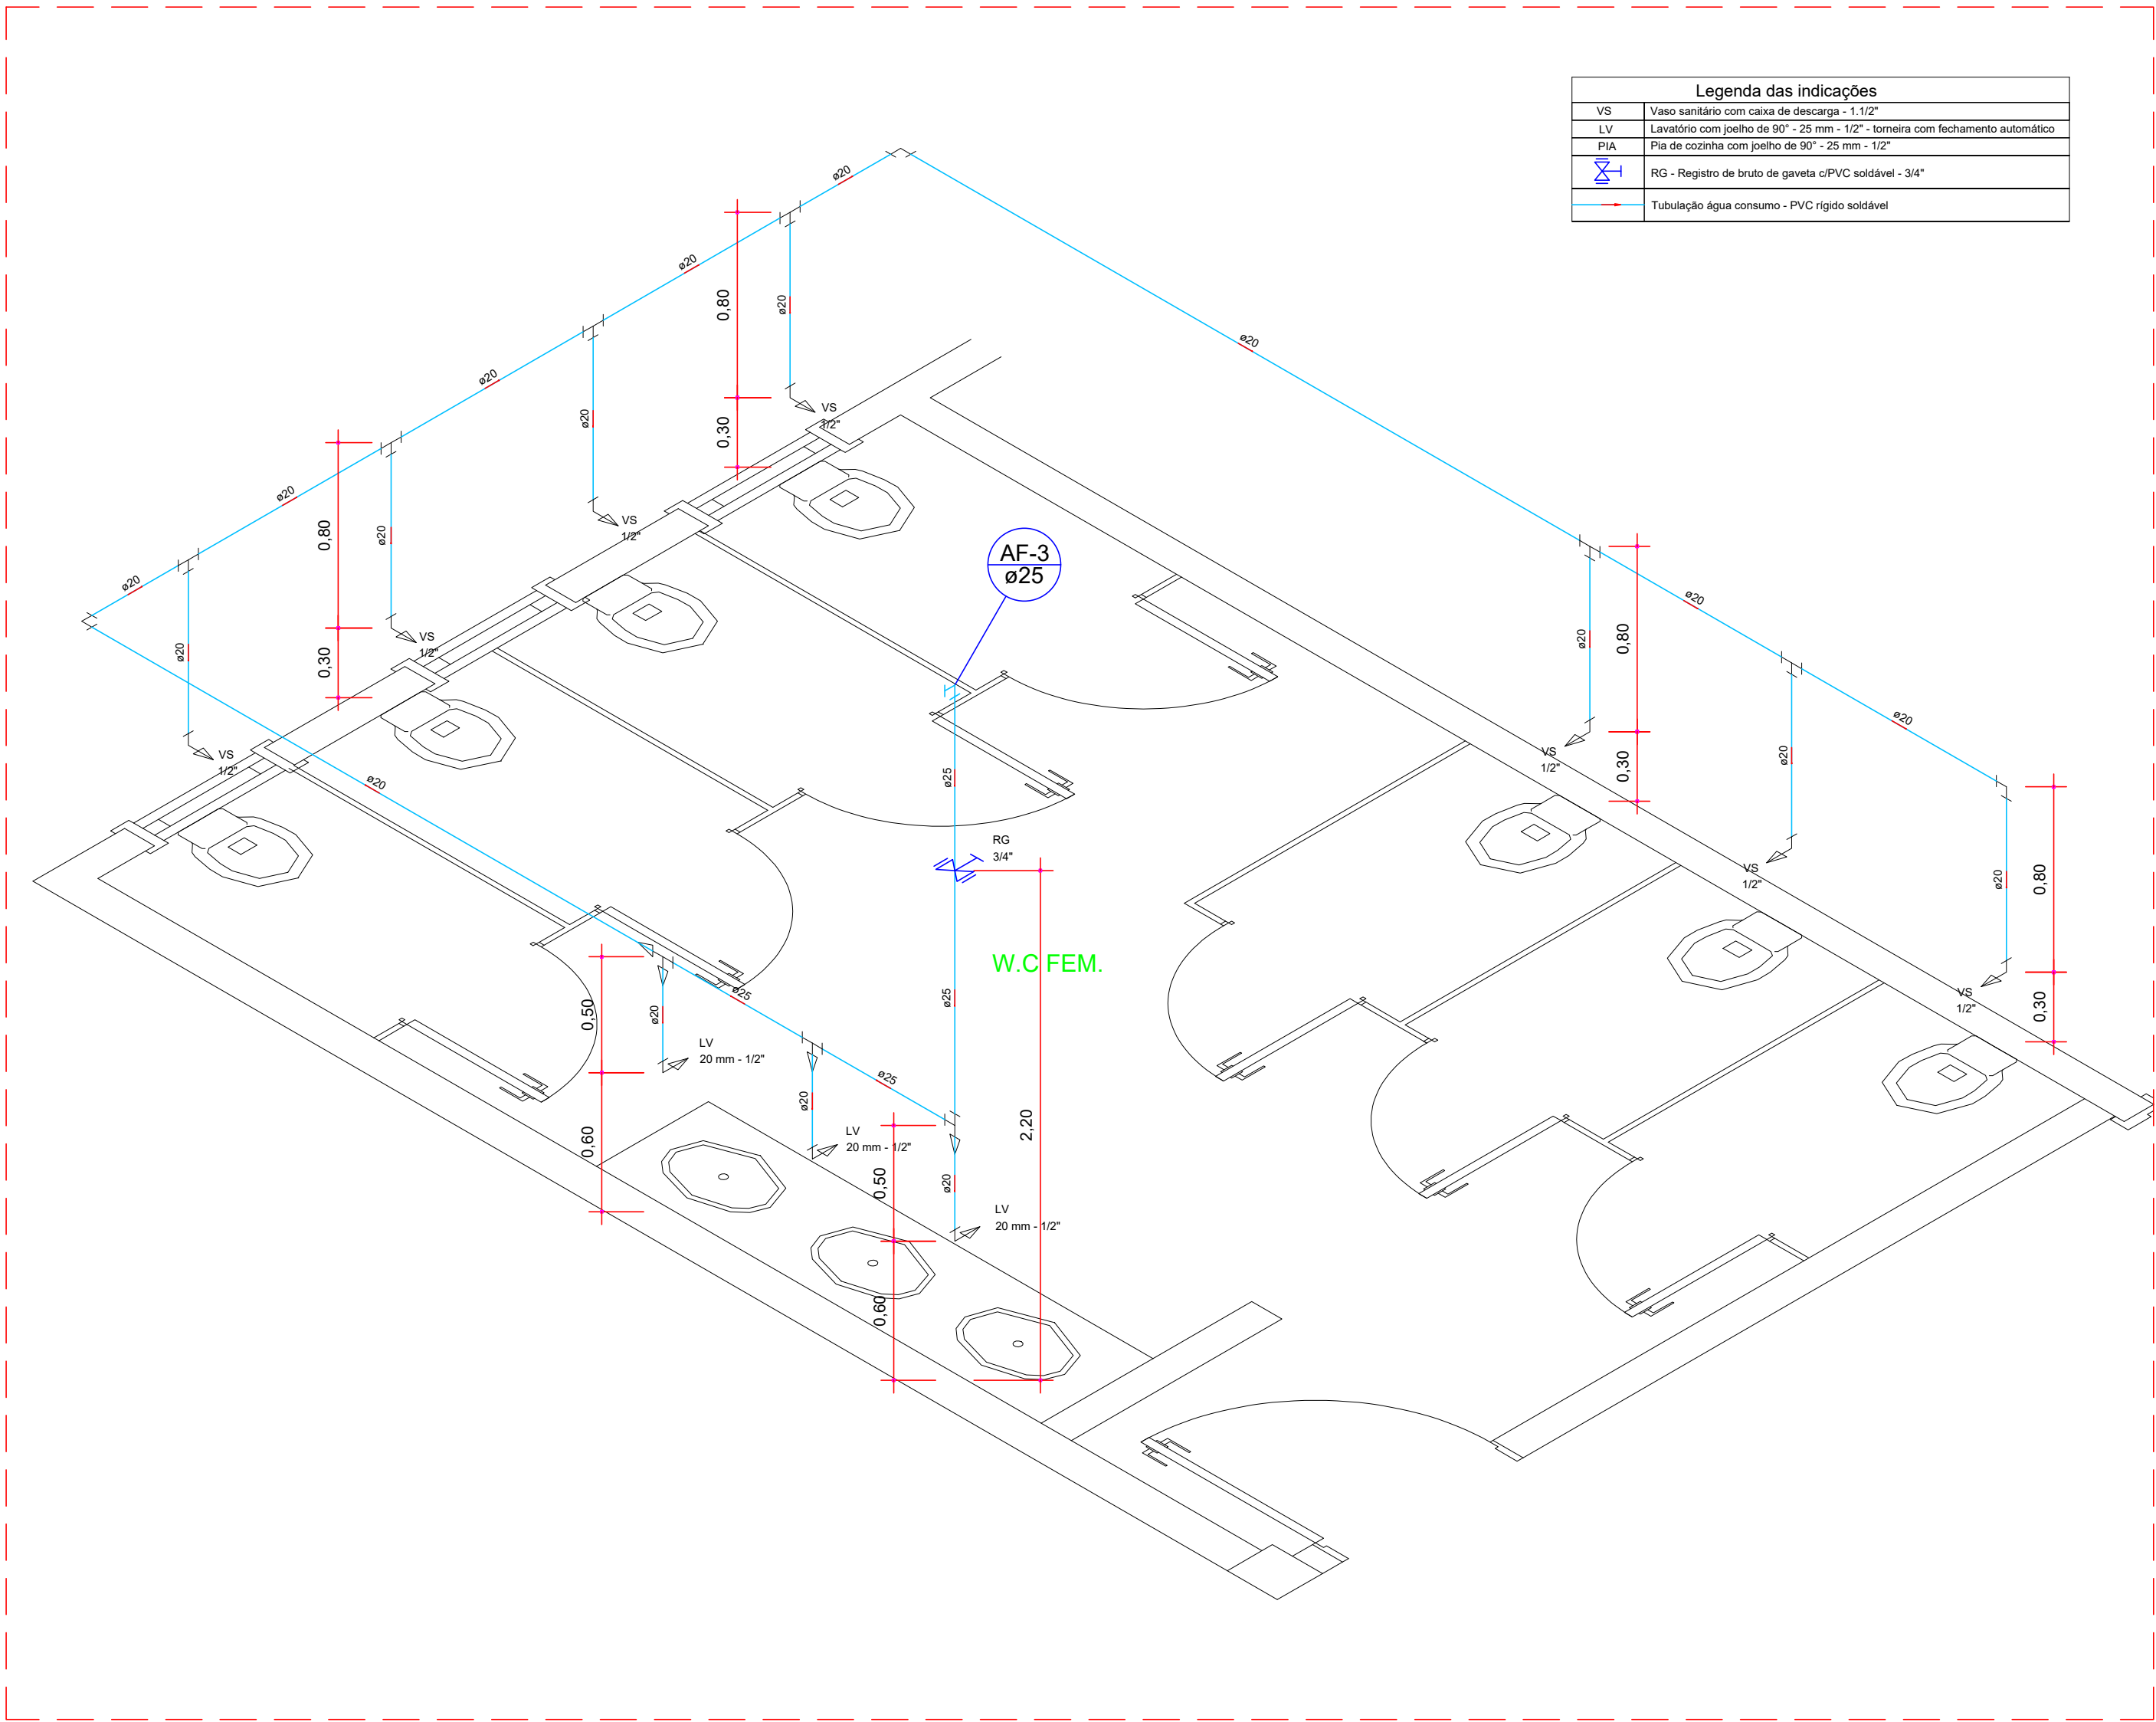 Legenda das indicações
VS Vaso sanitário com caixa de descarga - 1.1/2"
LV Lavatório com joelho de 90° - 25 mm - 1/2" - torneira com fechamento automático
PIA Pia de cozinha com joelho de 90° - 25 mm - 1/2"
RG - Registro de bruto de gaveta c/PVC soldável - 3/4"
Tubulação água consumo - PVC rígido soldável
ø20
ø20
0,80
ø20
ø20
ø20
ø20
VS
1/2"
0,30
ø20
ø20
0,80
ø20
VS
1/2"
AF-3
ø25
ø20
ø20
0,30
VS
1/2"
ø20
0,80
ø20
VS
1/2"
0,30
ø20
ø20
VS
1/2"
ø20
ø25
RG
3/4"
VS
1/2"
ø20
0,80
W.C FEM.
ø25
ø25
VS
1/2"
0,30
0,50
ø20
LV
20 mm - 1/2"
ø25
ø20
0,60
LV
20 mm - 1/2"
2,20
0,50
ø20
LV
20 mm - 1/2"
0,60